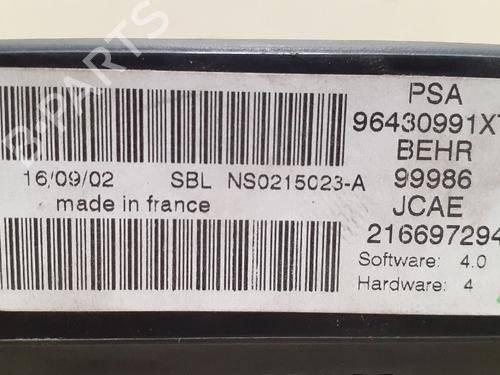 PSA
96430991XT
BEHR
16/09/02 SBL NS0215023-A 99986
made in france JCAE
216697294
Software: 4.0
Hardware: 4
B-PARTS